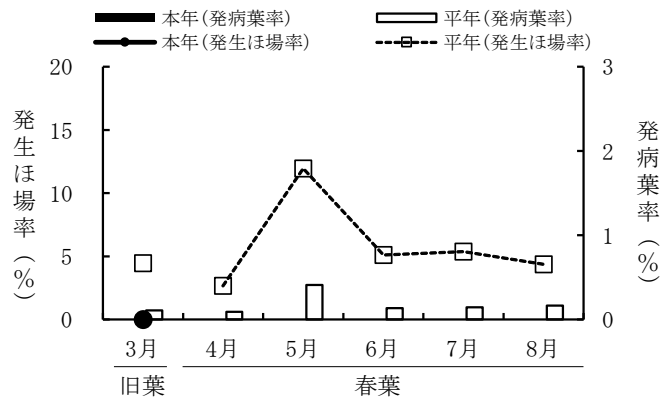 本年(発病葉率) 平年(発病葉率)
本年(発生ほ場率) 平年(発生ほ場率)
発生ほ場率(%)
20
15
10
5
0
3
2
1
0
発病葉率(%)
3月 4月 5月 6月 7月 8月
旧葉 春葉